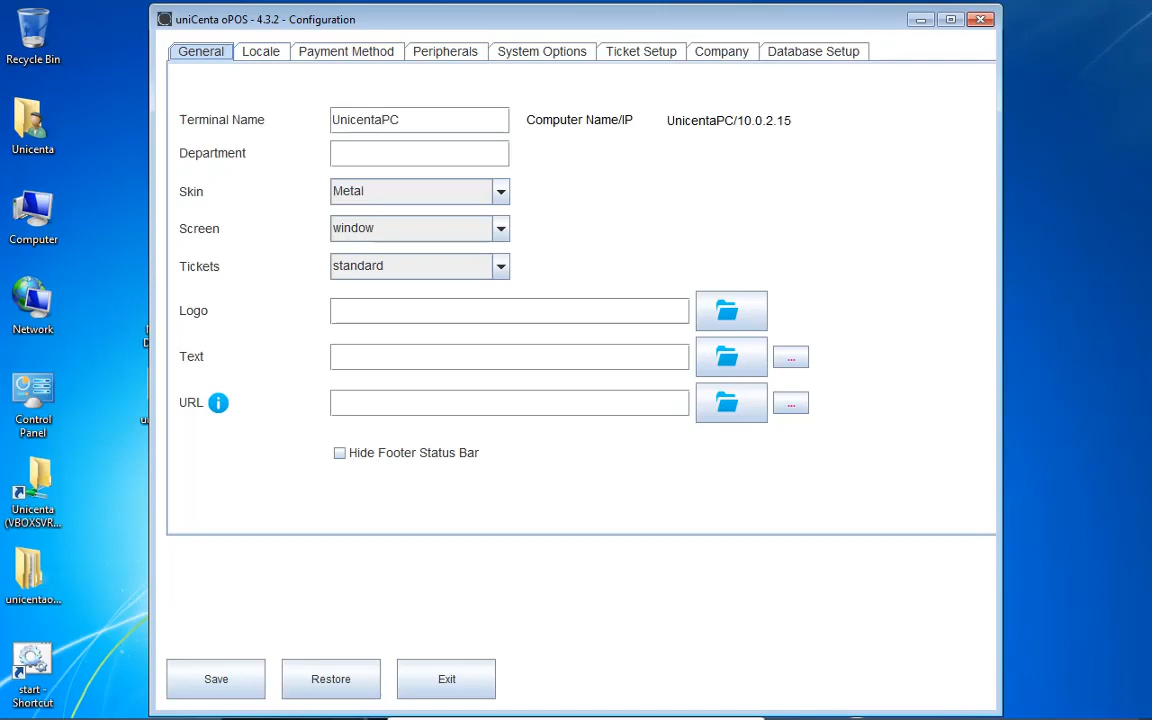 uniCenta oPOS - 4.3.2 - Configuration
General Locale Payment Method Peripherals System Options Ticket Setup Company Database Setup
Terminal Name UnicentaPC Computer Name/IP UnicentaPC/10.0.2.15
Department
Skin Metal
Screen window
Tickets standard
Logo
Text ...
URL i ...
Hide Footer Status Bar
Save Restore Exit
Recycle Bin
Unicenta
Computer
Network
Control
Panel
Unicenta
(VBOXSVR...
unicentao...
start -
Shortcut